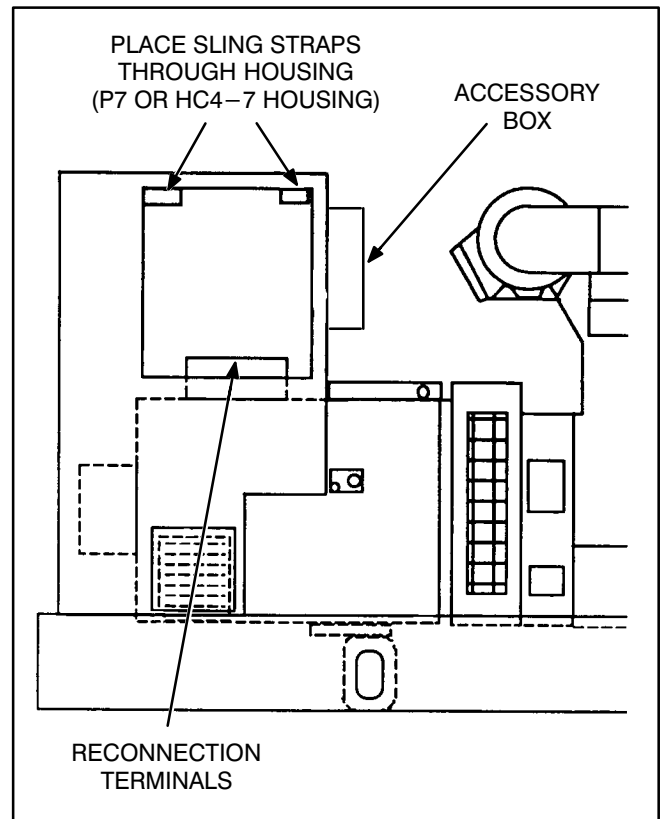 PLACE SLING STRAPS
THROUGH HOUSING
(P7 OR HC4−7 HOUSING)
ACCESSORY
BOX
RECONNECTION
TERMINALS